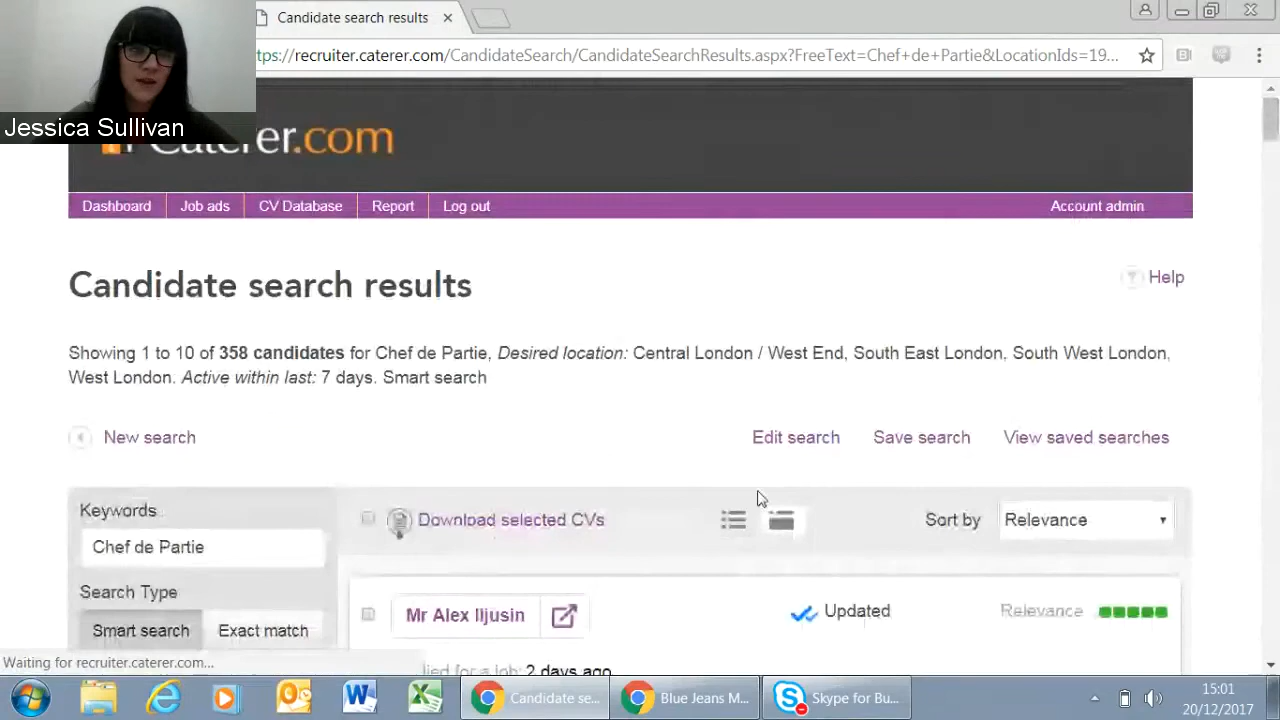 Candidate search results
ttps://recruiter.caterer.com/CandidateSearch/CandidateSearchResults.aspx?FreeText=Chef+de+Partie&LocationIds=19...
Jessica Sullivan
Caterer.com
Dashboard Job ads CV Database Report Log out Account admin
Candidate search results
Help
Showing 1 to 10 of 358 candidates for Chef de Partie, Desired location: Central London / West End, South East London, South West London,
West London. Active within last: 7 days. Smart search
New search Edit search Save search View saved searches
Keywords
Download selected CVs Sort by Relevance
Chef de Partie
Search Type
Mr Alex Iljusin Updated Relevance
Smart search Exact match
Waiting for recruiter.caterer.com...
lied for a job: 2 days ago
Candidate se... Blue Jeans M... Skype for Bu...
15:01
20/12/2017